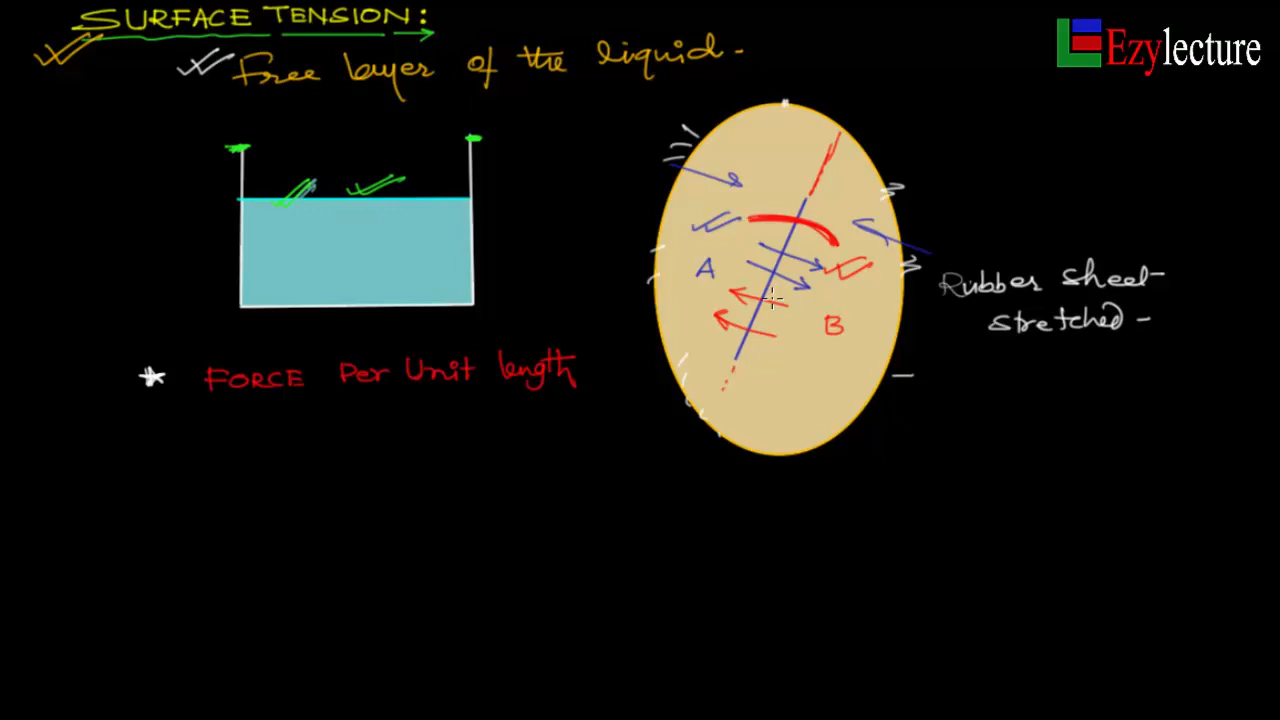 SURFACE TENSION:
Free layer of the liquid-
Ezylecture
A
B
Rubber sheet-
stretched-
* FORCE Per Unit length